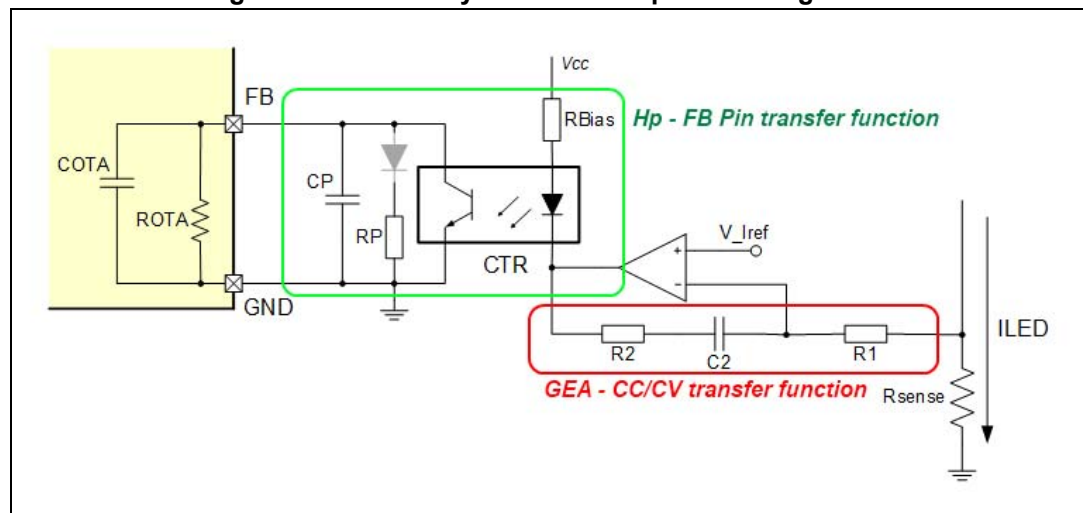 Vcc
FB
RBias
Hp - FB Pin transfer function
COTA
CP
ROTA
RP
V_Iref
+
CTR
-
GND
ILED
R2
C2
R1
GEA - CC/CV transfer function
Rsense